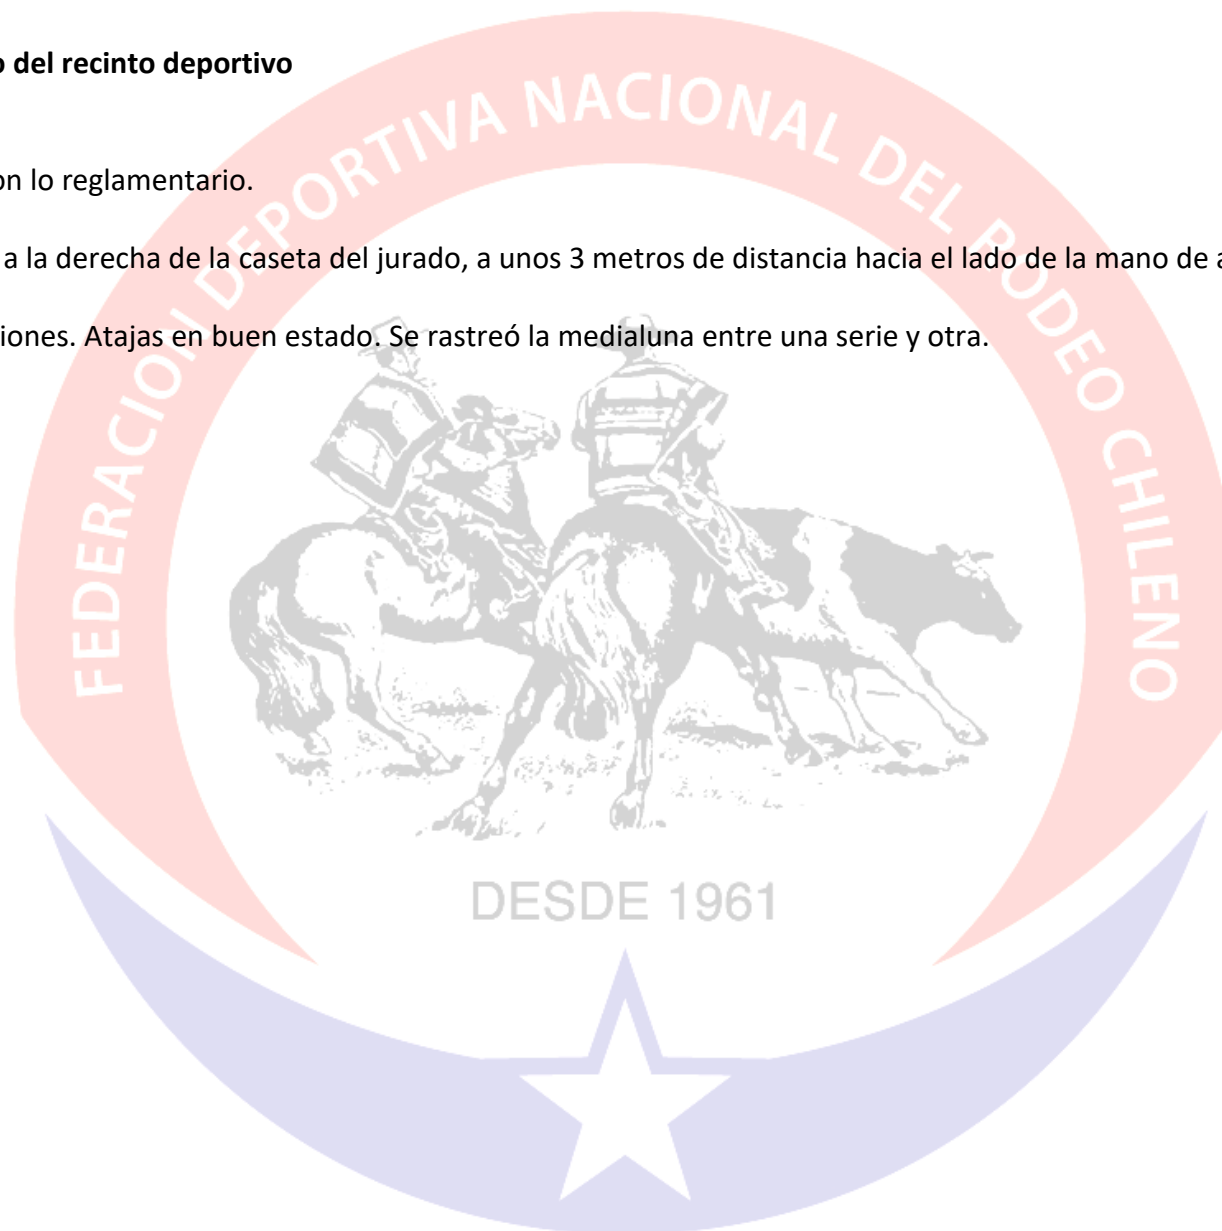 o del recinto deportivo
on lo reglamentario.
a la derecha de la caseta del jurado, a unos 3 metros de distancia hacia el lado de la mano de a
iones. Atajas en buen estado. Se rastreó la medialuna entre una serie y otra.
FEDERACION DEPORTIVA NACIONAL DEL RODEO CHILENO
DESDE 1961